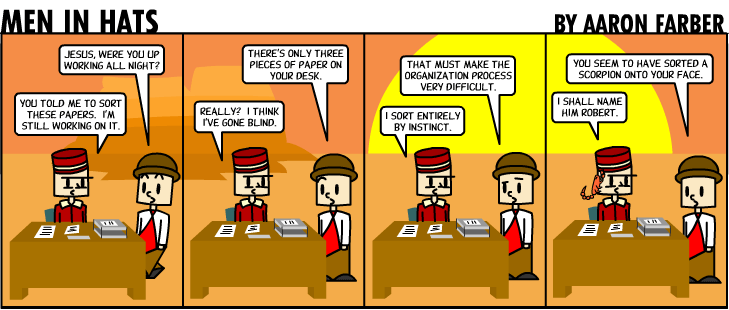 MEN IN HATS
BY AARON FARBER
JESUS, WERE YOU UP
WORKING ALL NIGHT?
YOU TOLD ME TO SORT
THESE PAPERS. I'M
STILL WORKING ON IT.
THERE'S ONLY THREE
PIECES OF PAPER ON
YOUR DESK.
REALLY? I THINK
I'VE GONE BLIND.
THAT MUST MAKE THE
ORGANIZATION PROCESS
VERY DIFFICULT.
I SORT ENTIRELY
BY INSTINCT.
YOU SEEM TO HAVE SORTED A
SCORPION ONTO YOUR FACE.
I SHALL NAME
HIM ROBERT.